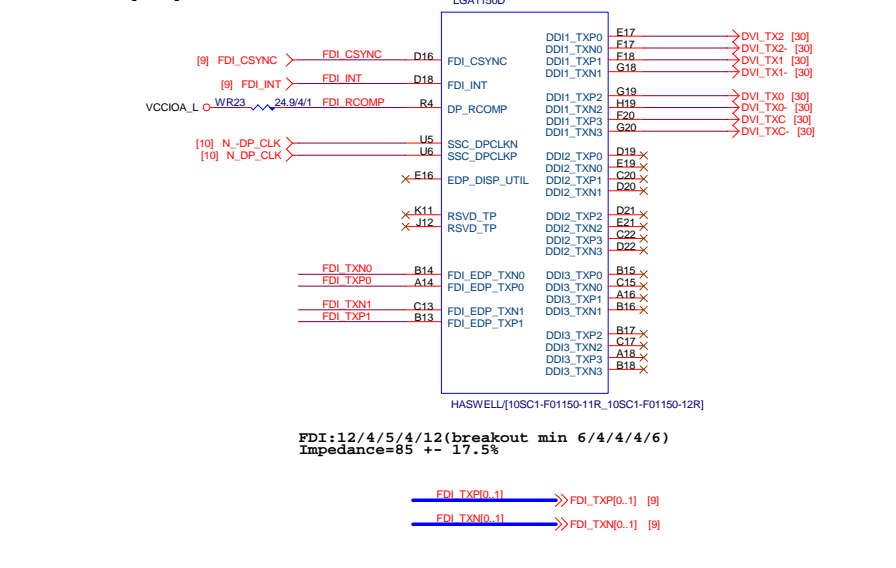 LGA1150D
[9] FDI_CSYNC FDI_CSYNC D16 FDI_CSYNC
[9] FDI_INT FDI_INT D18 FDI_INT
VCCIOA_L WR23 24.9/4/1 FDI_RCOMP R4 DP_RCOMP
[10] N_-DP_CLK U5 SSC_DPCLKN
[10] N_DP_CLK U6 SSC_DPCLKP
E16 EDP_DISP_UTIL
K11 RSVD_TP
J12 RSVD_TP
FDI_TXN0 B14 FDI_EDP_TXN0
FDI_TXP0 A14 FDI_EDP_TXP0
FDI_TXN1 C13 FDI_EDP_TXN1
FDI_TXP1 B13 FDI_EDP_TXP1
DDI1_TXP0 E17 DVI_TX2 [30]
DDI1_TXN0 F17 DVI_TX2- [30]
DDI1_TXP1 F18 DVI_TX1 [30]
DDI1_TXN1 G18 DVI_TX1- [30]
DDI1_TXP2 G19 DVI_TX0 [30]
DDI1_TXN2 H19 DVI_TX0- [30]
DDI1_TXP3 F20 DVI_TXC [30]
DDI1_TXN3 G20 DVI_TXC- [30]
DDI2_TXP0 D19
DDI2_TXN0 E19
DDI2_TXP1 C20
DDI2_TXN1 D20
DDI2_TXP2 D21
DDI2_TXN2 E21
DDI2_TXP3 C22
DDI2_TXN3 D22
DDI3_TXP0 B15
DDI3_TXN0 C15
DDI3_TXP1 A16
DDI3_TXN1 B16
DDI3_TXP2 B17
DDI3_TXN2 C17
DDI3_TXP3 A18
DDI3_TXN3 B18
HASWELL/[10SC1-F01150-11R_10SC1-F01150-12R]
FDI:12/4/5/4/12(breakout min 6/4/4/4/6)
Impedance=85 +- 17.5%
FDI_TXP[0..1] FDI_TXP[0..1] [9]
FDI_TXN[0..1] FDI_TXN[0..1] [9]